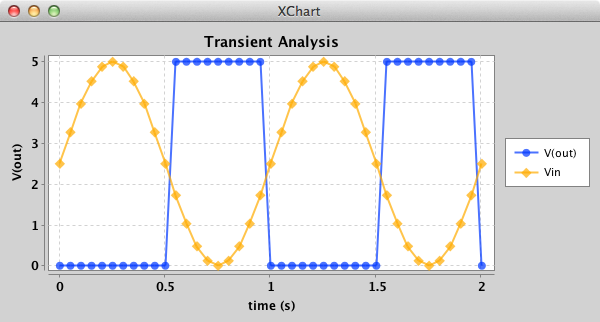 XChart
Transient Analysis
V(out)
5
4
3
2
1
0
0 0.5 1 1.5 2
time (s)
V(out)
Vin